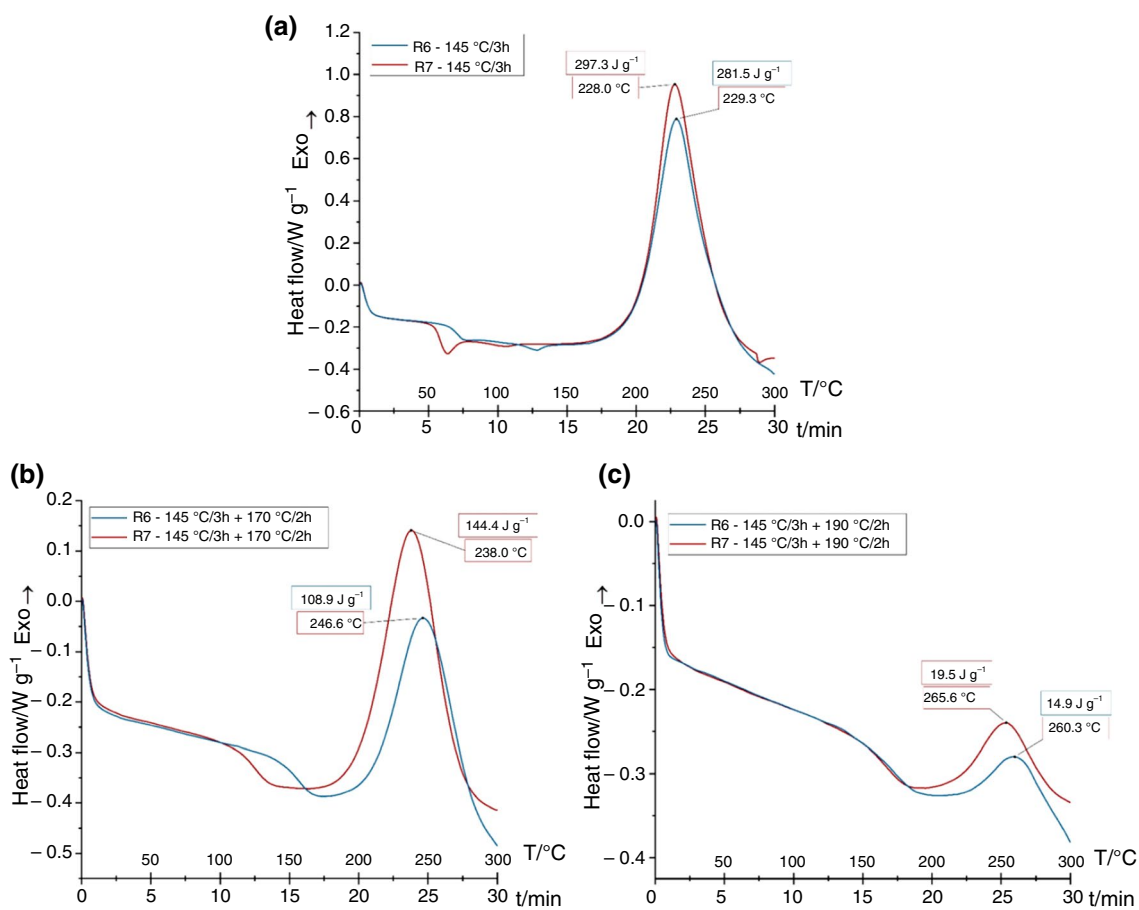 (a)
1.2
1.0
0.8
0.6
0.4
0.2
0.0
– 0.2
– 0.4
– 0.6
Heat flow/W g⁻¹ Exo →
R6 - 145 °C/3h
R7 - 145 °C/3h
297.3 J g⁻¹
228.0 °C
281.5 J g⁻¹
229.3 °C
50 100 150 200 250 300 T/°C
0 5 10 15 20 25 30 t/min
(b)
0.2
0.1
0.0
– 0.1
– 0.2
– 0.3
– 0.4
– 0.5
Heat flow/W g⁻¹ Exo →
R6 - 145 °C/3h + 170 °C/2h
R7 - 145 °C/3h + 170 °C/2h
144.4 J g⁻¹
238.0 °C
108.9 J g⁻¹
246.6 °C
50 100 150 200 250 300 T/°C
0 5 10 15 20 25 30 t/min
(c)
0.0
– 0.1
– 0.2
– 0.3
– 0.4
Heat flow/W g⁻¹ Exo →
R6 - 145 °C/3h + 190 °C/2h
R7 - 145 °C/3h + 190 °C/2h
19.5 J g⁻¹
265.6 °C
14.9 J g⁻¹
260.3 °C
50 100 150 200 250 300 T/°C
0 5 10 15 20 25 30 t/min